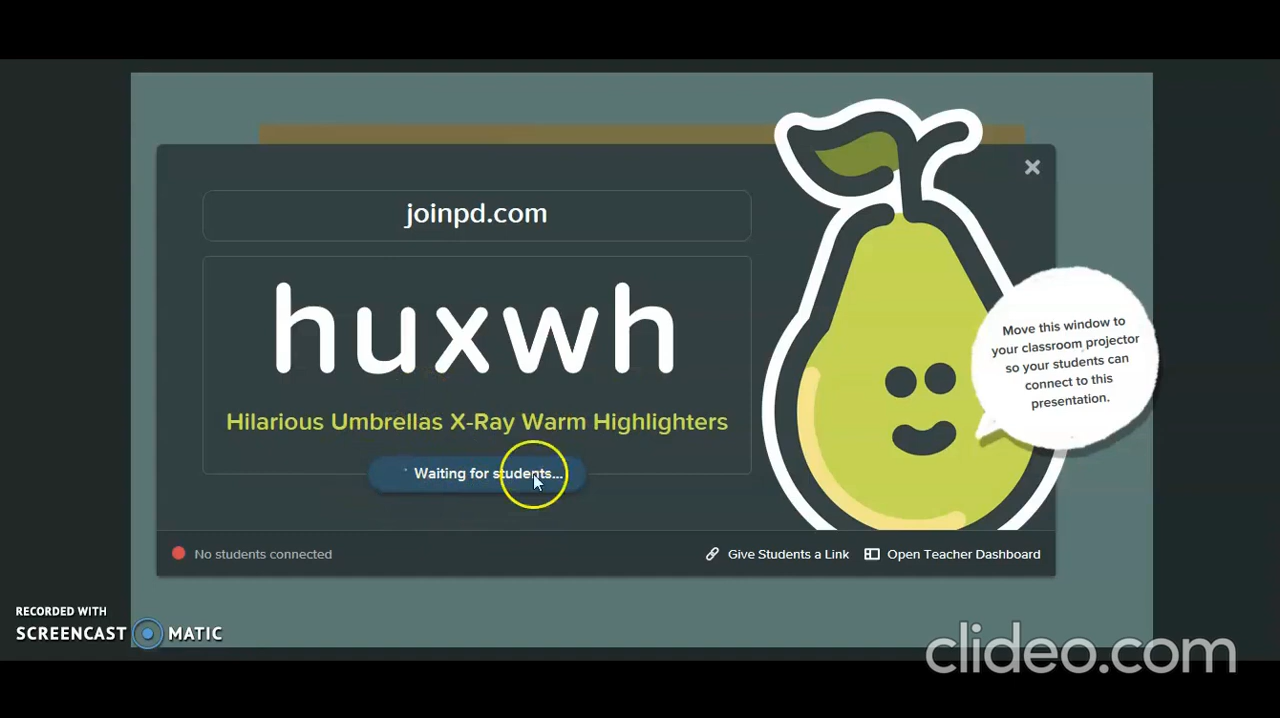 joinpd.com
huxwh
Hilarious Umbrellas X-Ray Warm Highlighters
Waiting for students...
Move this window to
your classroom projector
so your students can
connect to this
presentation.
No students connected
Give Students a Link
Open Teacher Dashboard
RECORDED WITH
SCREENCAST MATIC
clideo.com